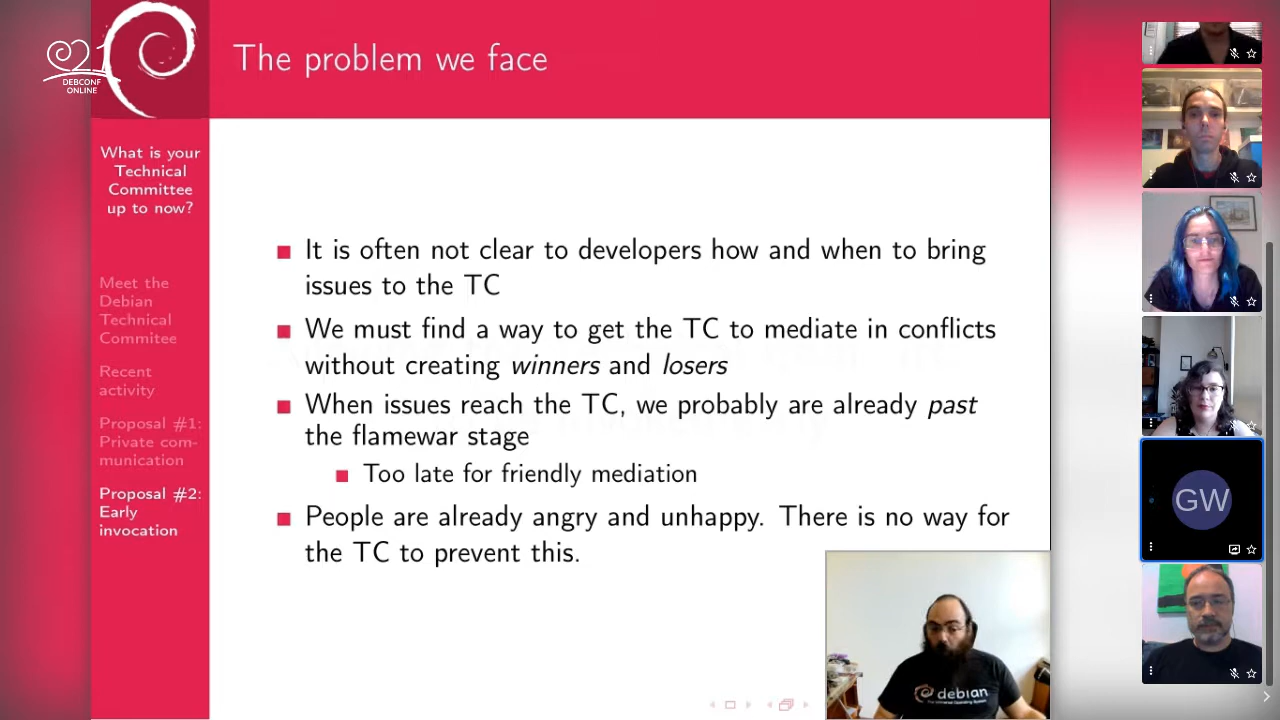 DEBCONF
ONLINE
The problem we face
What is your
Technical
Committee
up to now?
Meet the
Debian
Technical
Commitee
Recent
activity
Proposal #1:
Private com-
munication
Proposal #2:
Early
invocation
It is often not clear to developers how and when to bring
issues to the TC
We must find a way to get the TC to mediate in conflicts
without creating winners and losers
When issues reach the TC, we probably are already past
the flamewar stage
Too late for friendly mediation
People are already angry and unhappy. There is no way for
the TC to prevent this.
debian
GW